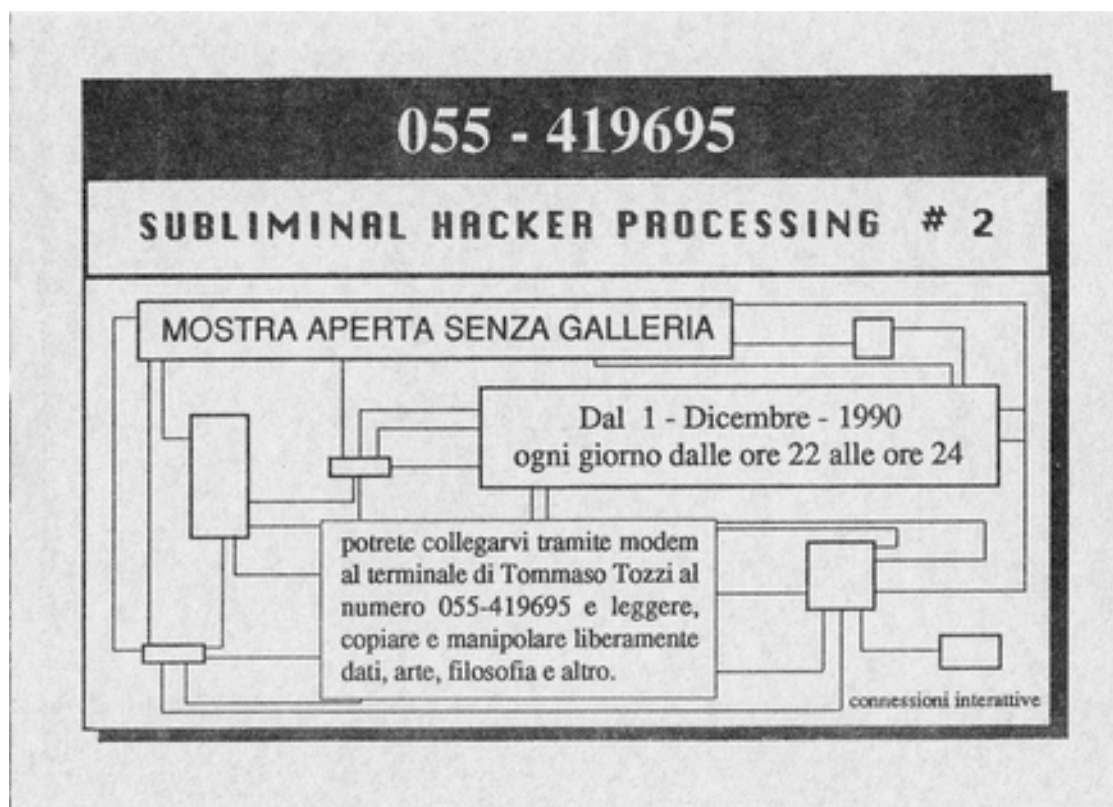 055 - 419695
SUBLIMINAL HACKER PROCESSING # 2
MOSTRA APERTA SENZA GALLERIA
Dal 1 - Dicembre - 1990
ogni giorno dalle ore 22 alle ore 24
potrete collegarvi tramite modem
al terminale di Tommaso Tozzi al
numero 055-419695 e leggere,
copiare e manipolare liberamente
dati, arte, filosofia e altro.
connessioni interattive